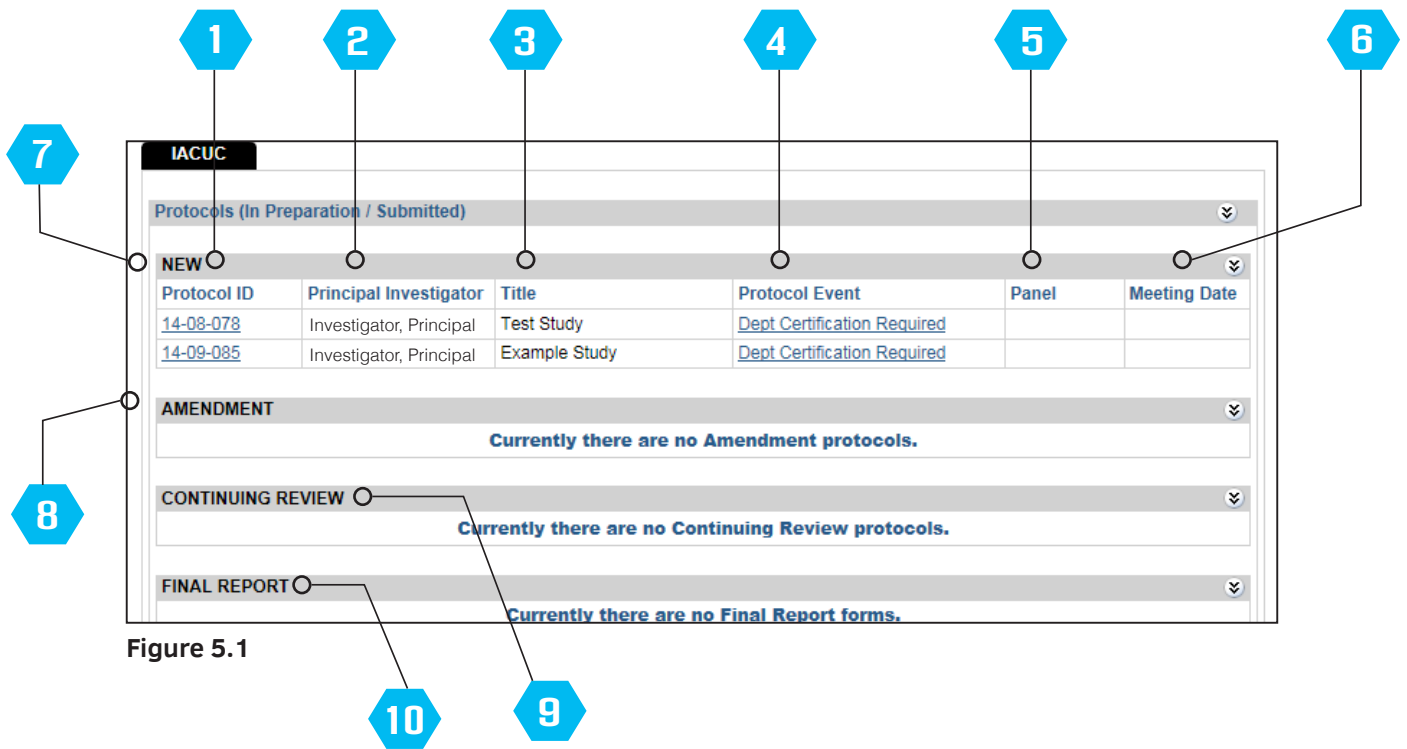 1 2 3 4 5 6
7
IACUC
Protocols (In Preparation / Submitted)
NEW
Protocol ID Principal Investigator Title Protocol Event Panel Meeting Date
14-08-078 Investigator, Principal Test Study Dept Certification Required
14-09-085 Investigator, Principal Example Study Dept Certification Required
AMENDMENT
Currently there are no Amendment protocols.
8
CONTINUING REVIEW
Currently there are no Continuing Review protocols.
FINAL REPORT
Currently there are no Final Report forms.
Figure 5.1
10 9